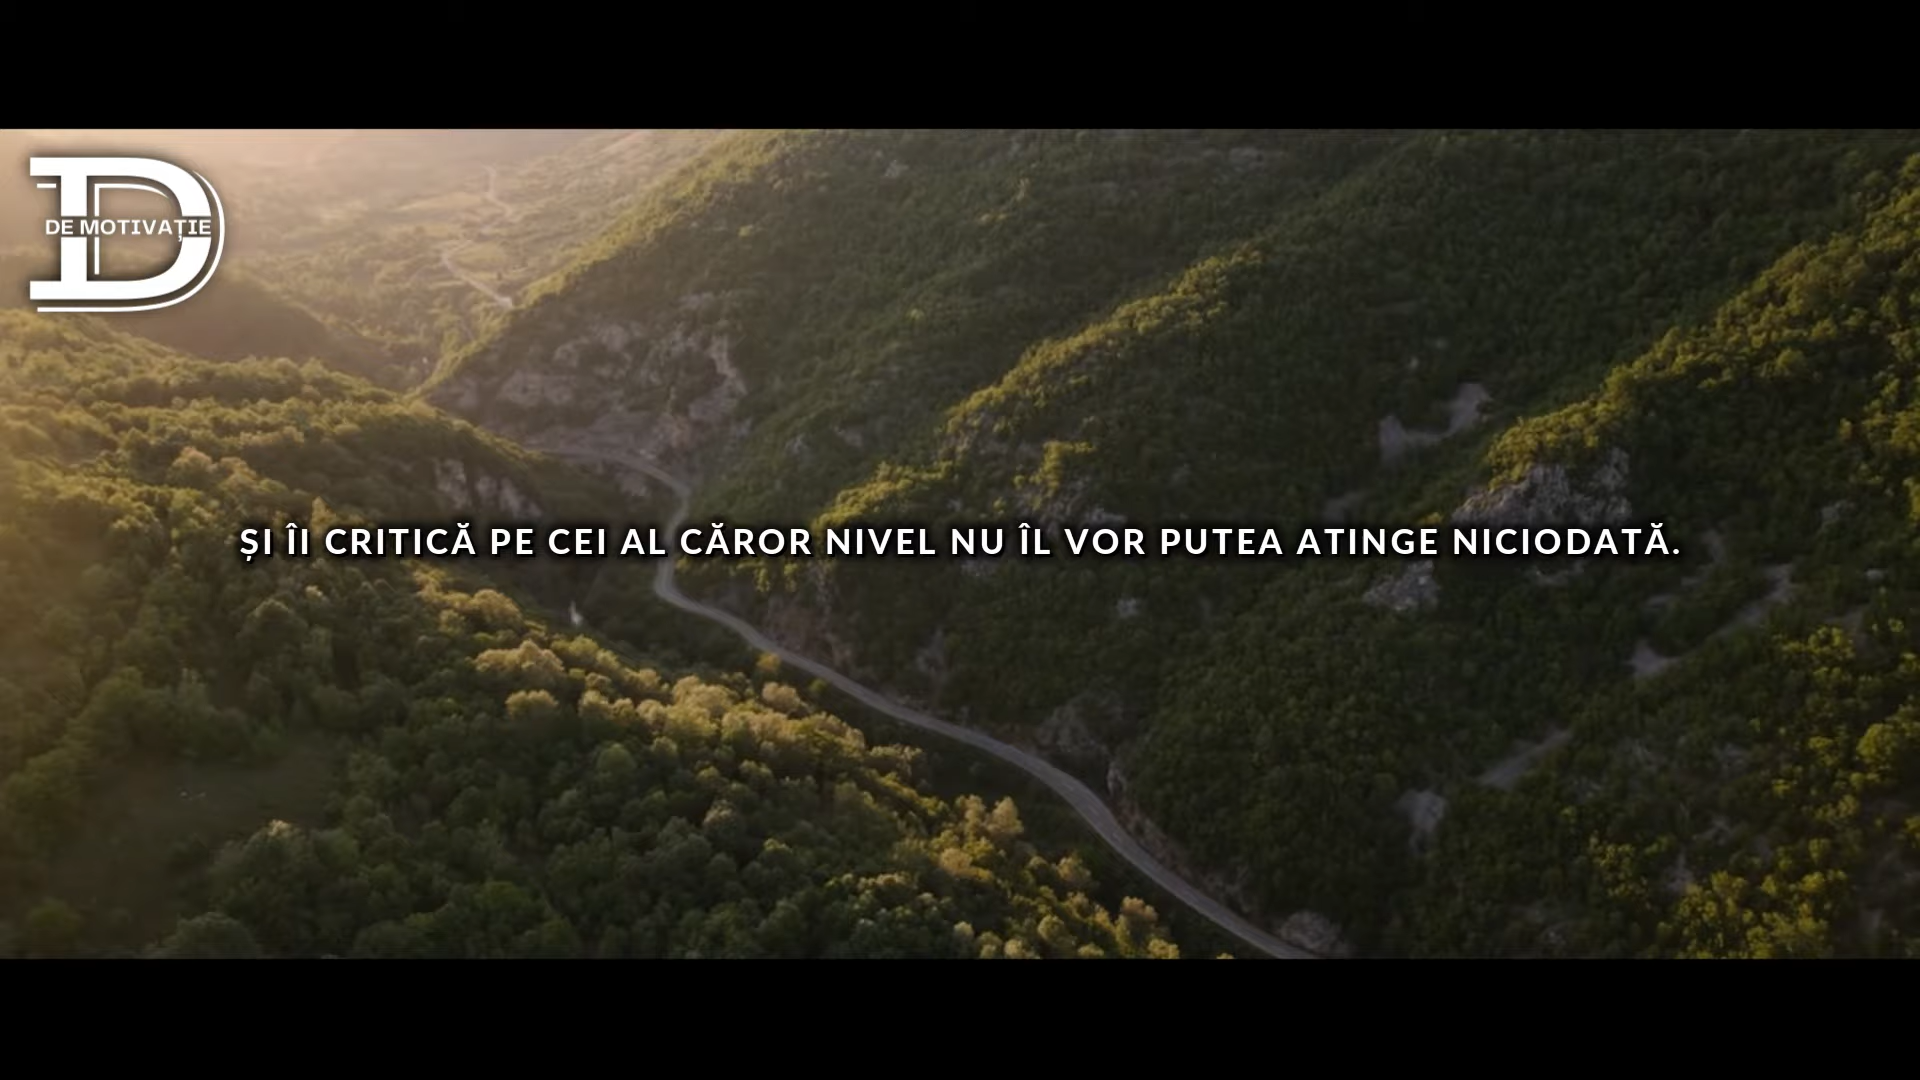 DE MOTIVAȚIE
ȘI ÎI CRITICĂ PE CEI AL CĂROR NIVEL NU ÎL VOR PUTEA ATINGE NICIODATĂ.